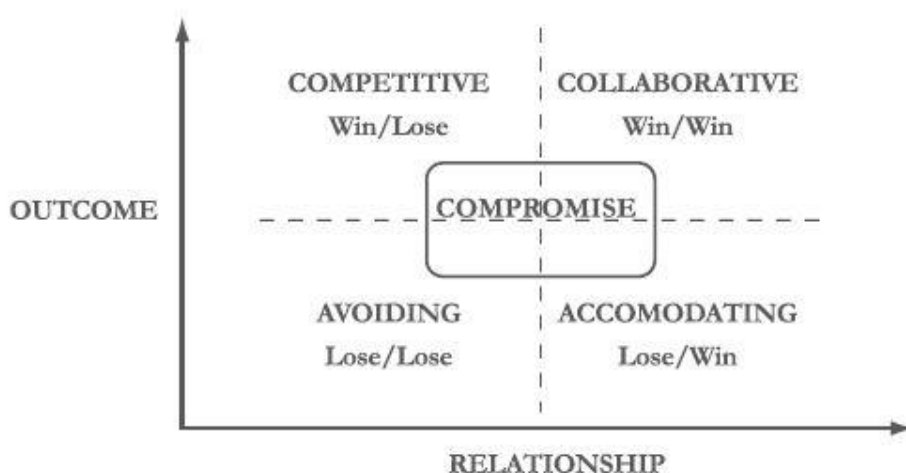 COMPETITIVE
Win/Lose
COLLABORATIVE
Win/Win
OUTCOME
COMPROMISE
AVOIDING
Lose/Lose
ACCOMODATING
Lose/Win
RELATIONSHIP